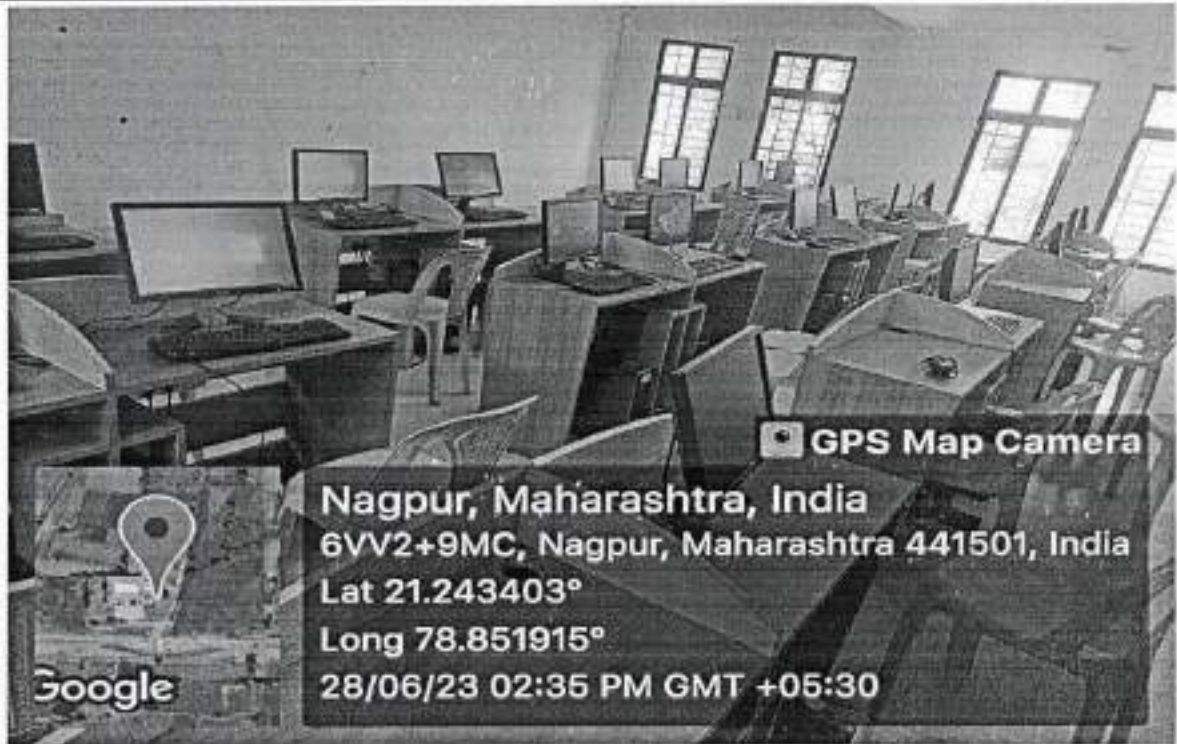 GPS Map Camera
Nagpur, Maharashtra, India
6VV2+9MC, Nagpur, Maharashtra 441501, India
Lat 21.243403°
Long 78.851915°
28/06/23 02:35 PM GMT +05:30
Google